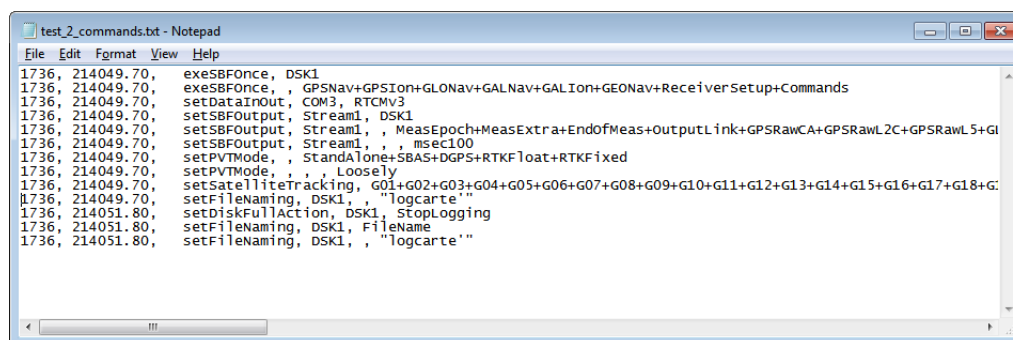 test_2_commands.txt - Notepad
File Edit Format View Help
1736, 214049.70, exeSBFOnce, DSK1
1736, 214049.70, exeSBFOnce, , GPSNav+GPSIon+GLONav+GALNav+GALIon+GEONav+ReceiverSetup+Commands
1736, 214049.70, setDataInOut, COM3, RTCMv3
1736, 214049.70, setSBFOutput, Stream1, DSK1
1736, 214049.70, setSBFOutput, Stream1, , MeasEpoch+MeasExtra+EndOfMeas+OutputLink+GPSRawCA+GPSRawL2C+GPSRawL5+GL
1736, 214049.70, setSBFOutput, Stream1, , , msec100
1736, 214049.70, setPVTMode, , StandAlone+SBAS+DGPS+RTKFloat+RTKFixed
1736, 214049.70, setPVTMode, , , , Loosely
1736, 214049.70, setSatelliteTracking, G01+G02+G03+G04+G05+G06+G07+G08+G09+G10+G11+G12+G13+G14+G15+G16+G17+G18+G1
1736, 214049.70, setFileNaming, DSK1, , "logcarte'"
1736, 214051.80, setDiskFullAction, DSK1, StopLogging
1736, 214051.80, setFileNaming, DSK1, FileName
1736, 214051.80, setFileNaming, DSK1, , "logcarte'"